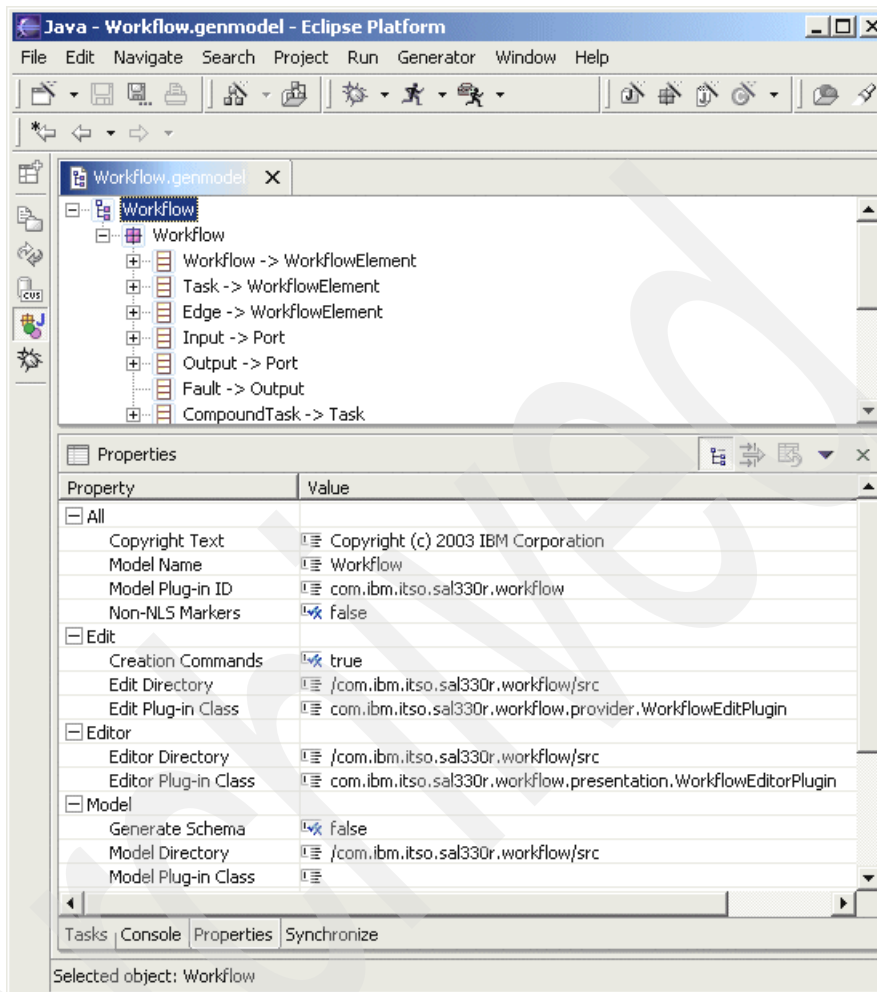 Java - Workflow.genmodel - Eclipse Platform
File Edit Navigate Search Project Run Generator Window Help
Workflow.genmodel
Workflow
Workflow
Workflow -> WorkflowElement
Task -> WorkflowElement
Edge -> WorkflowElement
Input -> Port
Output -> Port
Fault -> Output
CompoundTask -> Task
CVS
Properties
Property Value
All
Copyright Text Copyright (c) 2003 IBM Corporation
Model Name Workflow
Model Plug-in ID com.ibm.itso.sal330r.workflow
Non-NLS Markers false
Edit
Creation Commands true
Edit Directory /com.ibm.itso.sal330r.workflow/src
Edit Plug-in Class com.ibm.itso.sal330r.workflow.provider.WorkflowEditPlugin
Editor
Editor Directory /com.ibm.itso.sal330r.workflow/src
Editor Plug-in Class com.ibm.itso.sal330r.workflow.presentation.WorkflowEditorPlugin
Model
Generate Schema false
Model Directory /com.ibm.itso.sal330r.workflow/src
Model Plug-in Class
Tasks Console Properties Synchronize
Selected object: Workflow